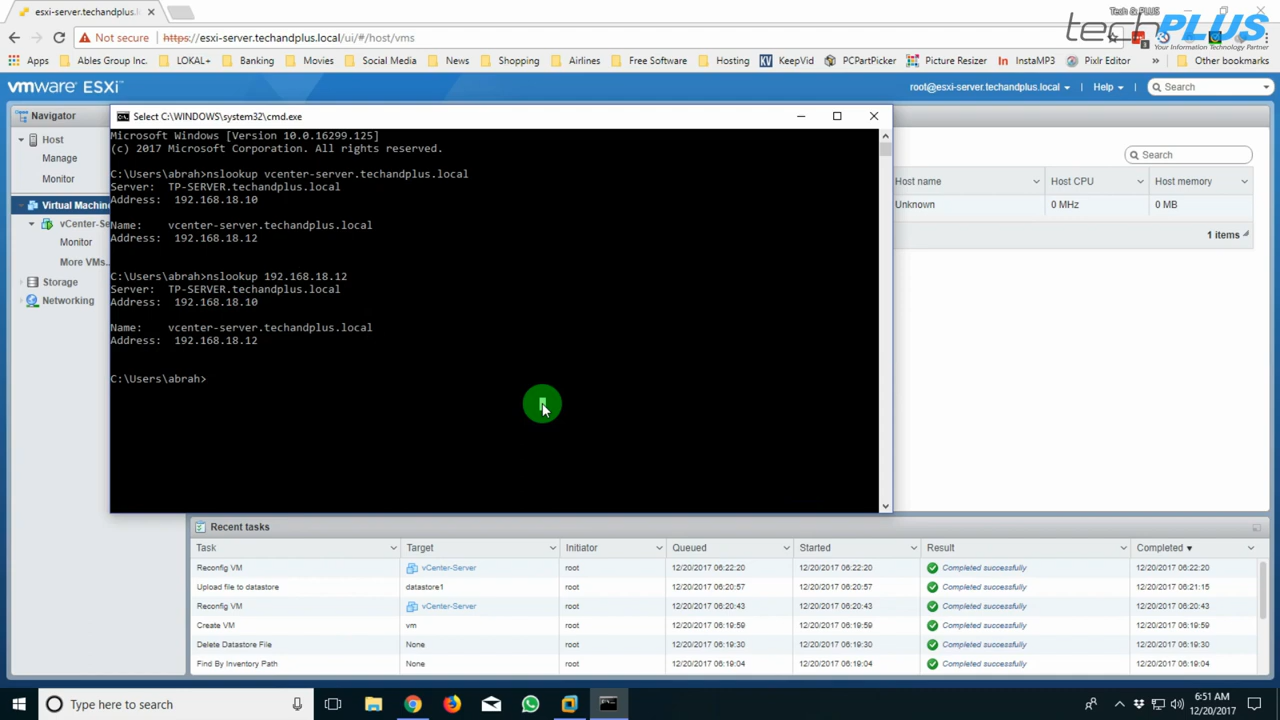 esxi-server.techandplus.local
Tech & PLUS
techPLUS
Your Information Technology Partner
Not secure
https://esxi-server.techandplus.local/ui/#/host/vms
Apps Ables Group Inc. LOKAL+ Banking Movies Social Media News Shopping Airlines Free Software Hosting KV KeepVid PCPartPicker Picture Resizer In InstaMP3 Pixlr Editor » Other bookmarks
vmware ESXi™
root@esxi-server.techandplus.local Help Search
Navigator
Host
Manage
Monitor
Virtual Machin
vCenter-Se
Monitor
More VMs..
Storage
Networking
Select C:\WINDOWS\system32\cmd.exe
Microsoft Windows [Version 10.0.16299.125]
(c) 2017 Microsoft Corporation. All rights reserved.
C:\Users\abrah>nslookup vcenter-server.techandplus.local
Server: TP-SERVER.techandplus.local
Address: 192.168.18.10
Name: vcenter-server.techandplus.local
Address: 192.168.18.12
C:\Users\abrah>nslookup 192.168.18.12
Server: TP-SERVER.techandplus.local
Address: 192.168.18.10
Name: vcenter-server.techandplus.local
Address: 192.168.18.12
C:\Users\abrah>
Search
Host name Host CPU Host memory
Unknown 0 MHz 0 MB
1 items
Recent tasks
Task Target Initiator Queued Started Result Completed ▼
Reconfig VM vCenter-Server root 12/20/2017 06:22:20 12/20/2017 06:22:20 Completed successfully 12/20/2017 06:22:20
Upload file to datastore datastore1 root 12/20/2017 06:20:57 12/20/2017 06:20:57 Completed successfully 12/20/2017 06:21:15
Reconfig VM vCenter-Server root 12/20/2017 06:20:43 12/20/2017 06:20:43 Completed successfully 12/20/2017 06:20:43
Create VM vm root 12/20/2017 06:19:59 12/20/2017 06:19:59 Completed successfully 12/20/2017 06:19:59
Delete Datastore File None root 12/20/2017 06:19:30 12/20/2017 06:19:30 Completed successfully 12/20/2017 06:19:30
Find By Inventory Path None root 12/20/2017 06:19:04 12/20/2017 06:19:04 Completed successfully 12/20/2017 06:19:04
Type here to search
6:51 AM
12/20/2017